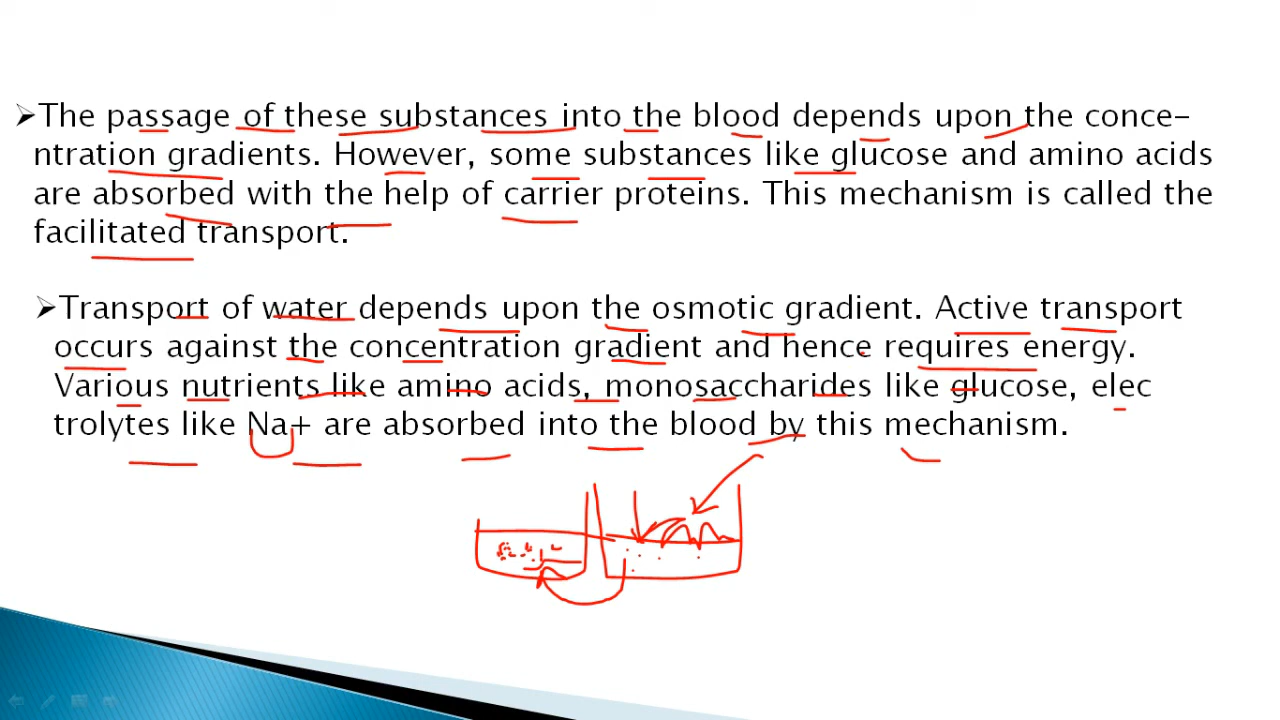 ➢The passage of these substances into the blood depends upon the conce-
ntration gradients. However, some substances like glucose and amino acids
are absorbed with the help of carrier proteins. This mechanism is called the
facilitated transport.
➢Transport of water depends upon the osmotic gradient. Active transport
occurs against the concentration gradient and hence requires energy.
Various nutrients like amino acids, monosaccharides like glucose, elec
trolytes like Na+ are absorbed into the blood by this mechanism.